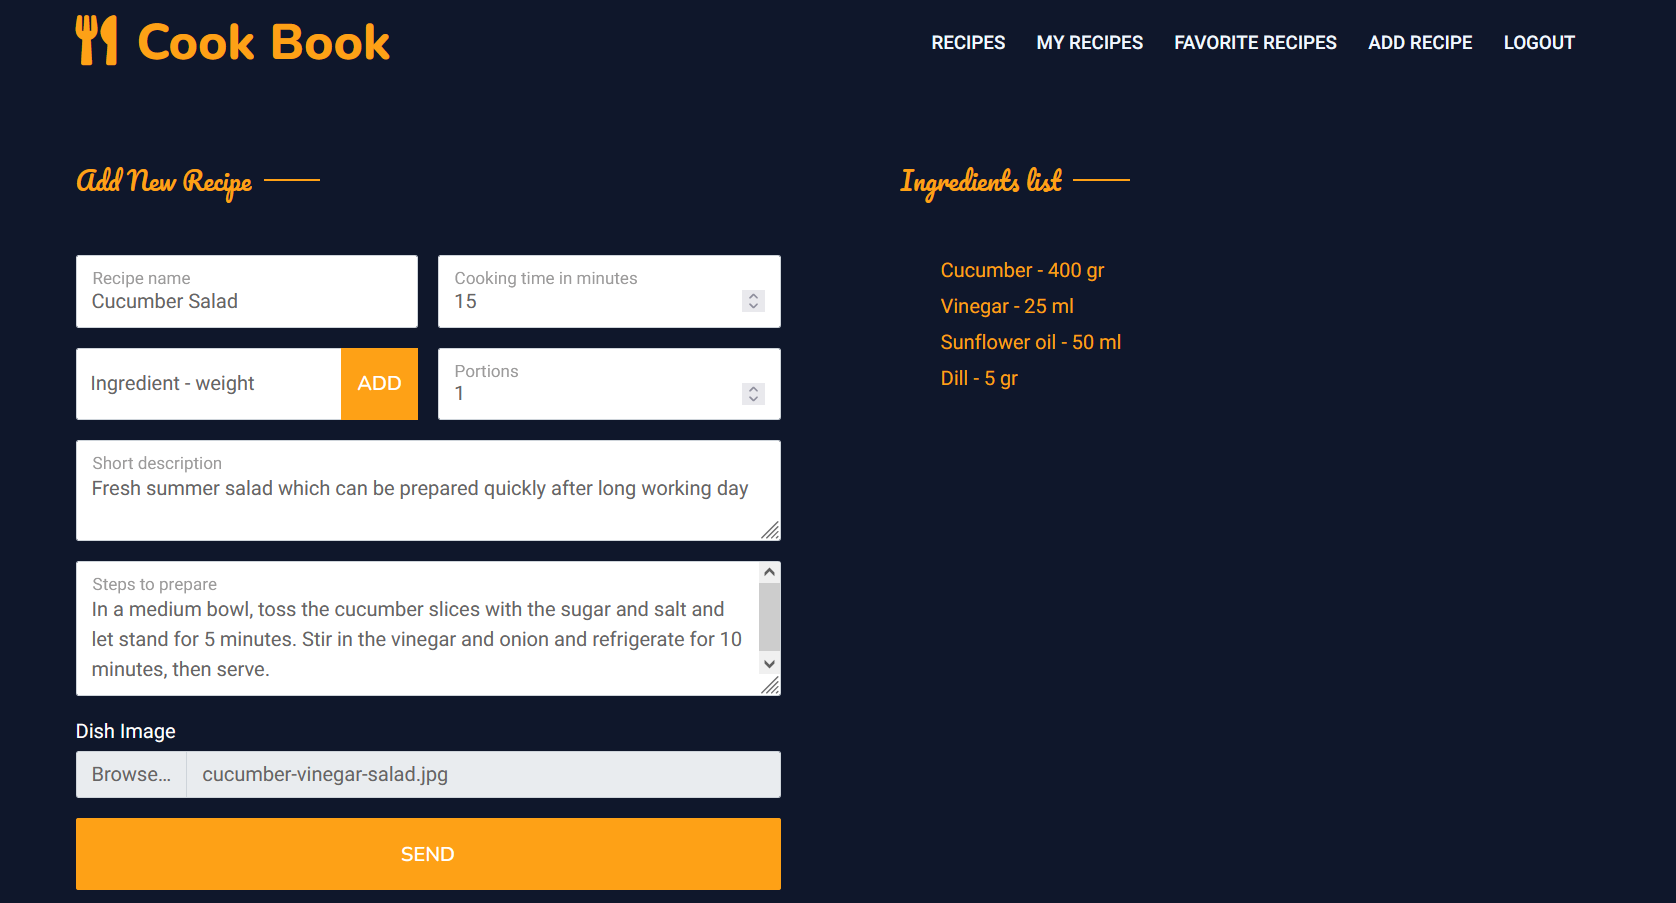 Cook Book
RECIPES MY RECIPES FAVORITE RECIPES ADD RECIPE LOGOUT
Add New Recipe
Recipe name
Cucumber Salad
Cooking time in minutes
15
Ingredient - weight
ADD
Portions
1
Short description
Fresh summer salad which can be prepared quickly after long working day
Steps to prepare
In a medium bowl, toss the cucumber slices with the sugar and salt and
let stand for 5 minutes. Stir in the vinegar and onion and refrigerate for 10
minutes, then serve.
Dish Image
Browse... cucumber-vinegar-salad.jpg
SEND
Ingredients list
Cucumber - 400 gr
Vinegar - 25 ml
Sunflower oil - 50 ml
Dill - 5 gr